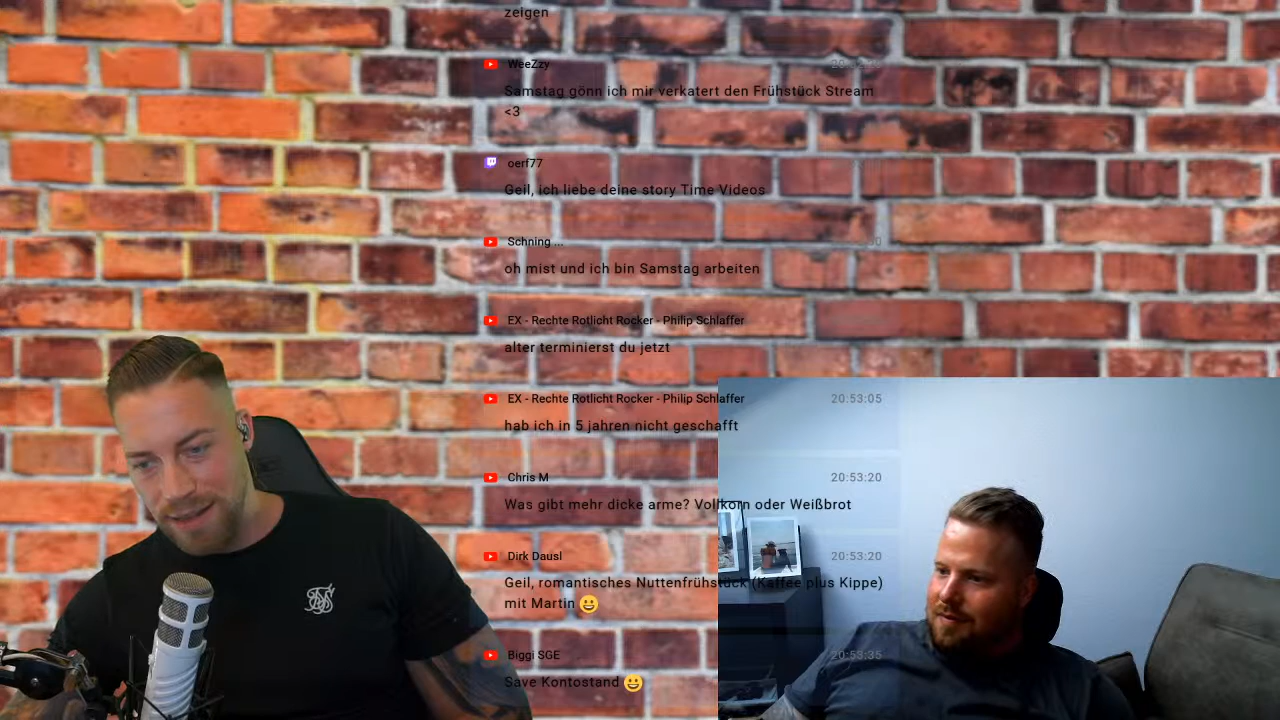 zeigen
WeeZzy
Samstag gönn ich mir verkatert den Frühstück Stream
<3
oerf77
Geil, ich liebe deine story Time Videos
Schning ...
oh mist und ich bin Samstag arbeiten
EX - Rechte Rotlicht Rocker - Philip Schlaffer
alter terminierst du jetzt
EX - Rechte Rotlicht Rocker - Philip Schlaffer 20:53:05
hab ich in 5 jahren nicht geschafft
Chris M 20:53:20
Was gibt mehr dicke arme? Vollkorn oder Weißbrot
Dirk Dausl 20:53:20
Geil, romantisches Nuttenfrühstück (Kaffee plus Kippe)
mit Martin 😀
Biggi SGE 20:53:35
Save Kontostand 😀